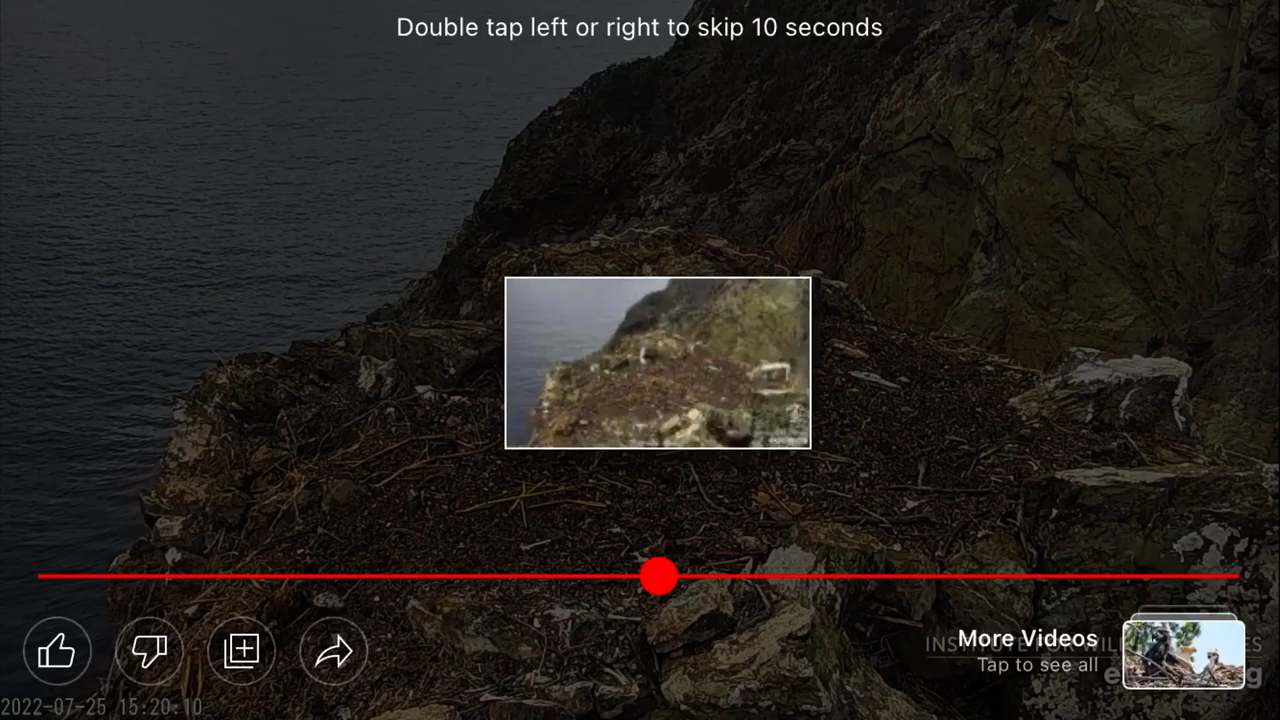 Double tap left or right to skip 10 seconds
More Videos
Tap to see all
2022-07-25 15:20:10